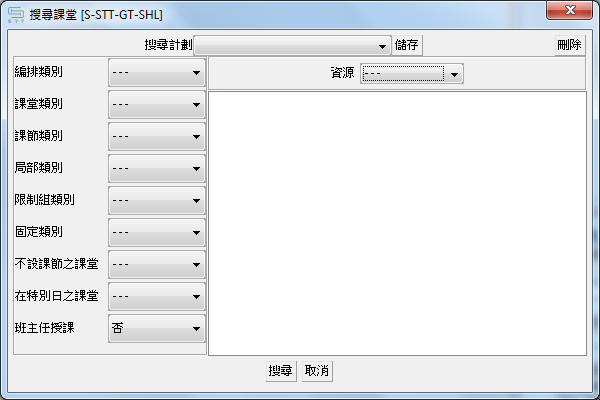 搜尋課堂 [S-STT-GT-SHL]
STT
搜尋計劃 儲存 刪除
編排類別 --- 資源 ---
課堂類別 ---
課節類別 ---
局部類別 ---
限制組類別 ---
固定類別 ---
不設課節之課堂 ---
在特別日之課堂 ---
班主任授課 否
搜尋 取消